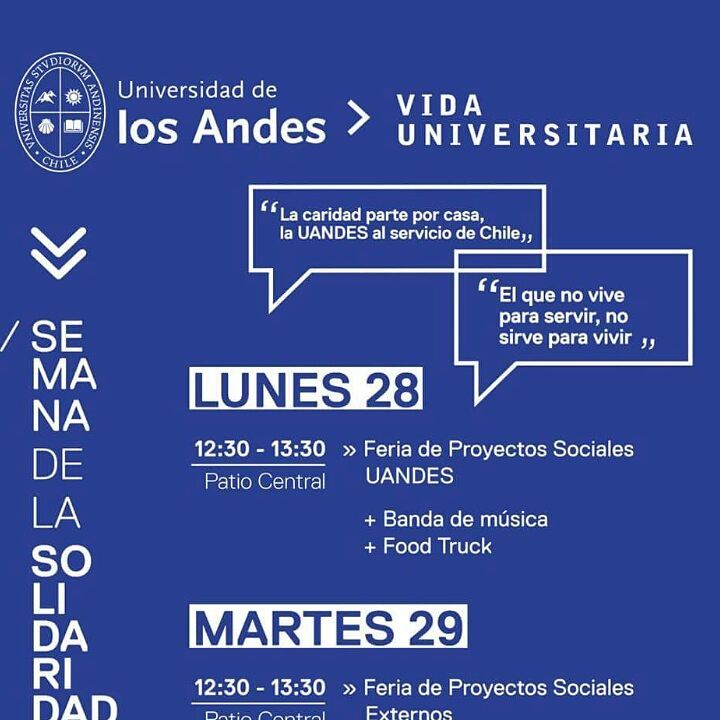 VNIVERSITAS STVDIORVM ANDINENSIS
· CHILE ·
Universidad de
los Andes
>
VIDA
UNIVERSITARIA
“La caridad parte por casa,
la UANDES al servicio de Chile„
“El que no vive
para servir, no
sirve para vivir „
/ SE
MA
NA
DE
LA
SO
LI
DA
RI
DAD
LUNES 28
12:30 - 13:30 » Feria de Proyectos Sociales
Patio Central UANDES
+ Banda de música
+ Food Truck
MARTES 29
12:30 - 13:30 » Feria de Proyectos Sociales
Patio Central Externos